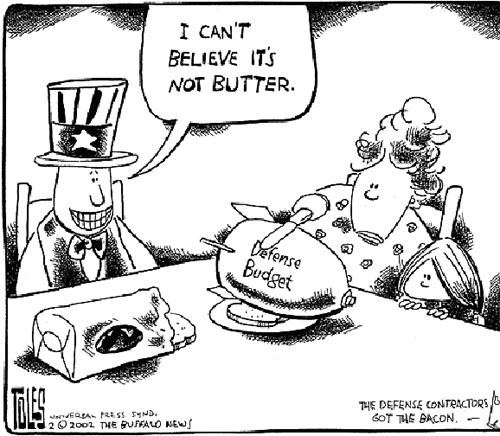 I CAN'T
BELIEVE IT'S
NOT BUTTER.
Defense
Budget
TOLES
UNIVERSAL PRESS SYND.
2 © 2002 THE BUFFALO NEWS
THE DEFENSE CONTRACTORS
GOT THE BACON. —